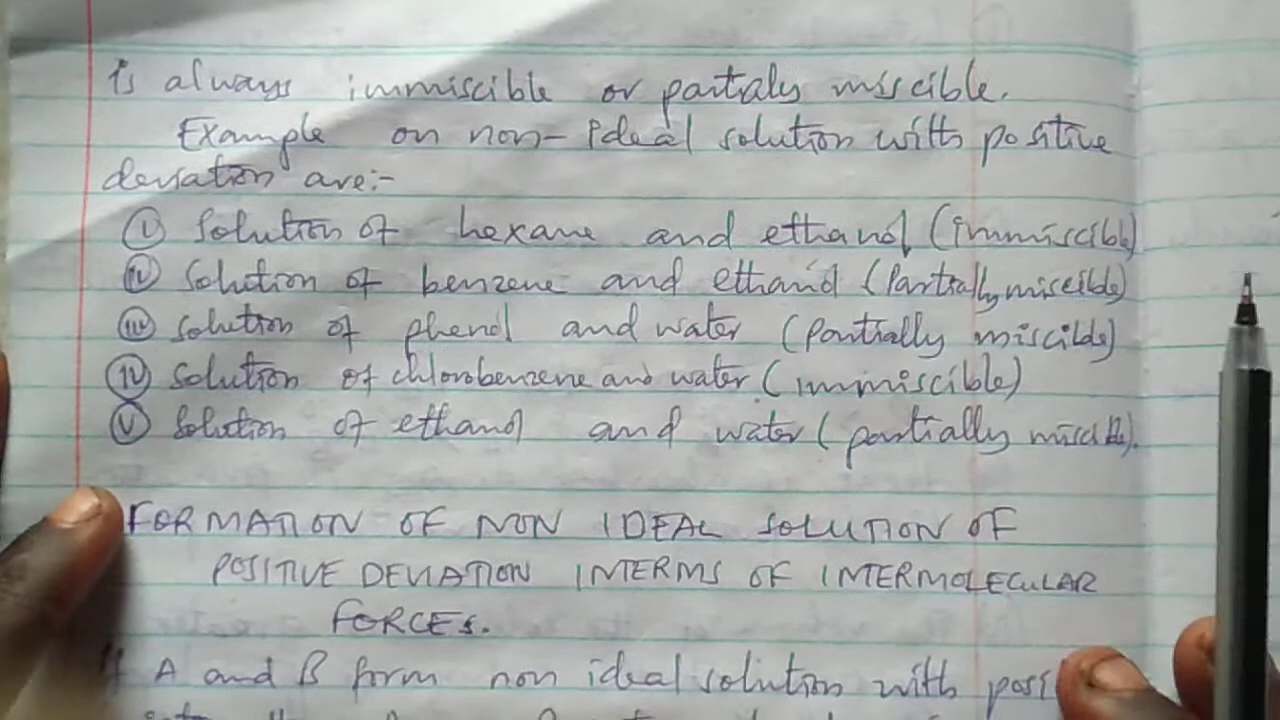 is always immiscible or partialy miscible.
Example on non-ideal solution with positive
deviation are:-
(i) Solution of hexane and ethanol (immiscible)
(ii) Solution of benzene and ethanol (Partially miscible)
(iii) Solution of phenol and water (Partially miscible)
(iv) Solution of chlorobenzene and water (immiscible)
(v) Solution of ethanol and water (partially miscible).
FORMATION OF NON IDEAL SOLUTION OF
POSITIVE DEVIATION INTERMS OF INTERMOLECULAR
FORCES.
If A and B form non ideal solution with posi